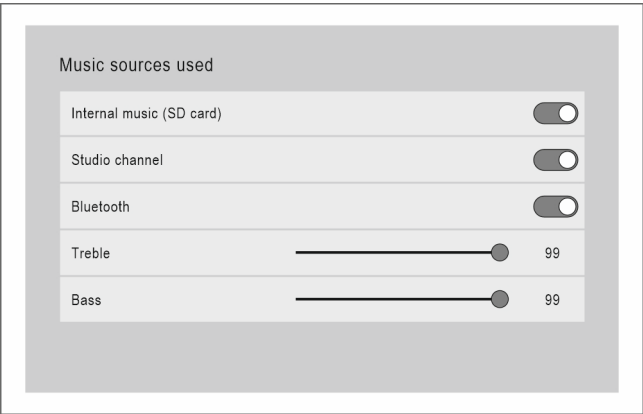 Music sources used
Internal music (SD card)
Studio channel
Bluetooth
Treble 99
Bass 99